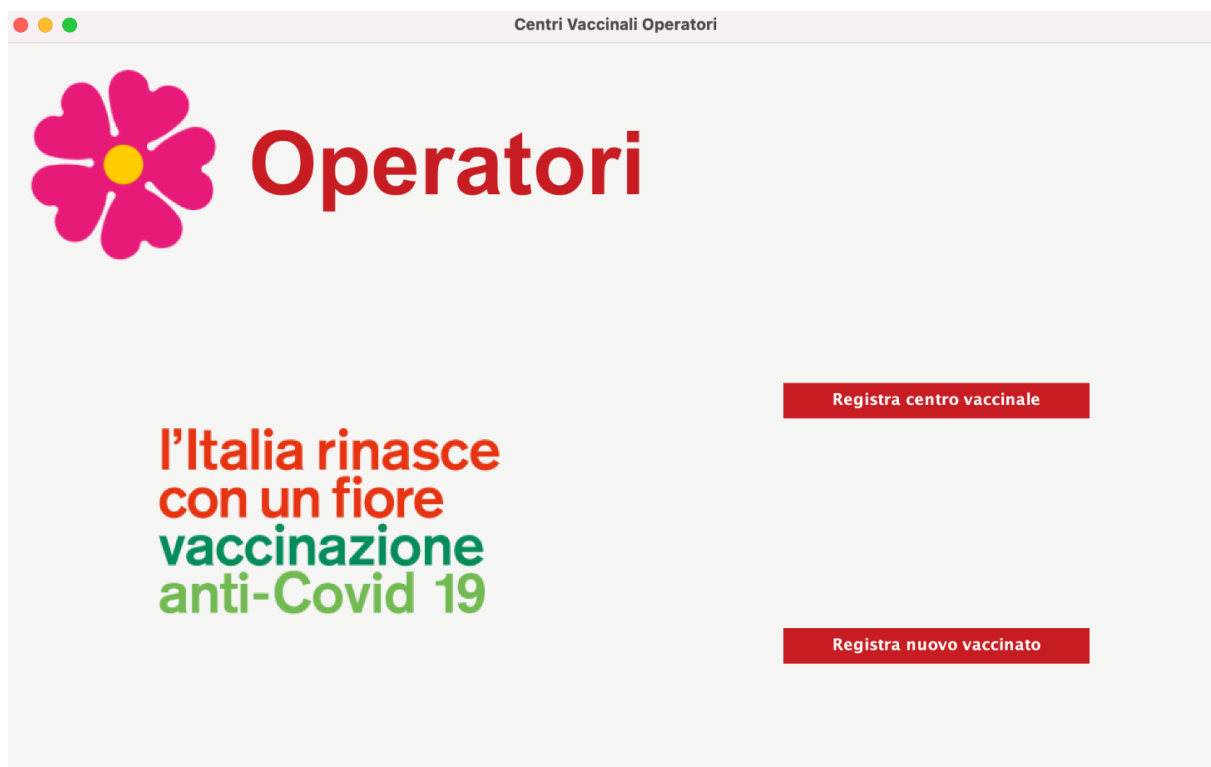 Centri Vaccinali Operatori
Operatori
Registra centro vaccinale
l’Italia rinasce
con un fiore
vaccinazione
anti-Covid 19
Registra nuovo vaccinato